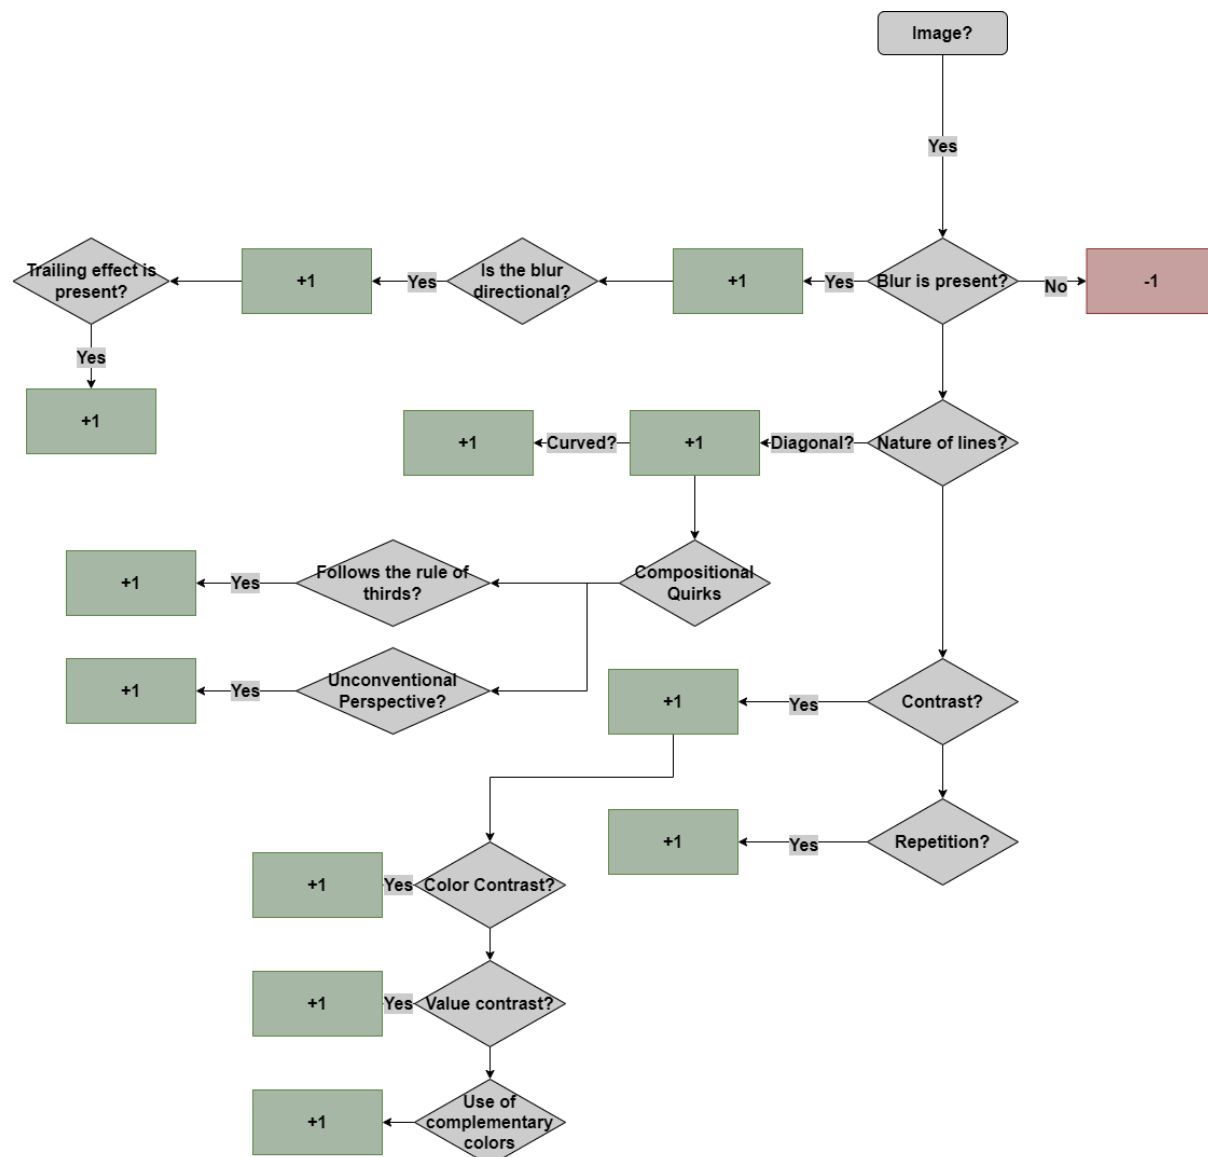 Image?
Yes
Trailing effect is
present?
+1
Yes
Is the blur
directional?
+1
Yes
Blur is present?
No
-1
Yes
+1
+1
Curved?
+1
Diagonal?
Nature of lines?
+1
Yes
Follows the rule of
thirds?
Compositional
Quirks
+1
Yes
Unconventional
Perspective?
+1
Yes
Contrast?
+1
Yes
Repetition?
+1
Yes
Color Contrast?
+1
Yes
Value contrast?
+1
Use of
complementary
colors